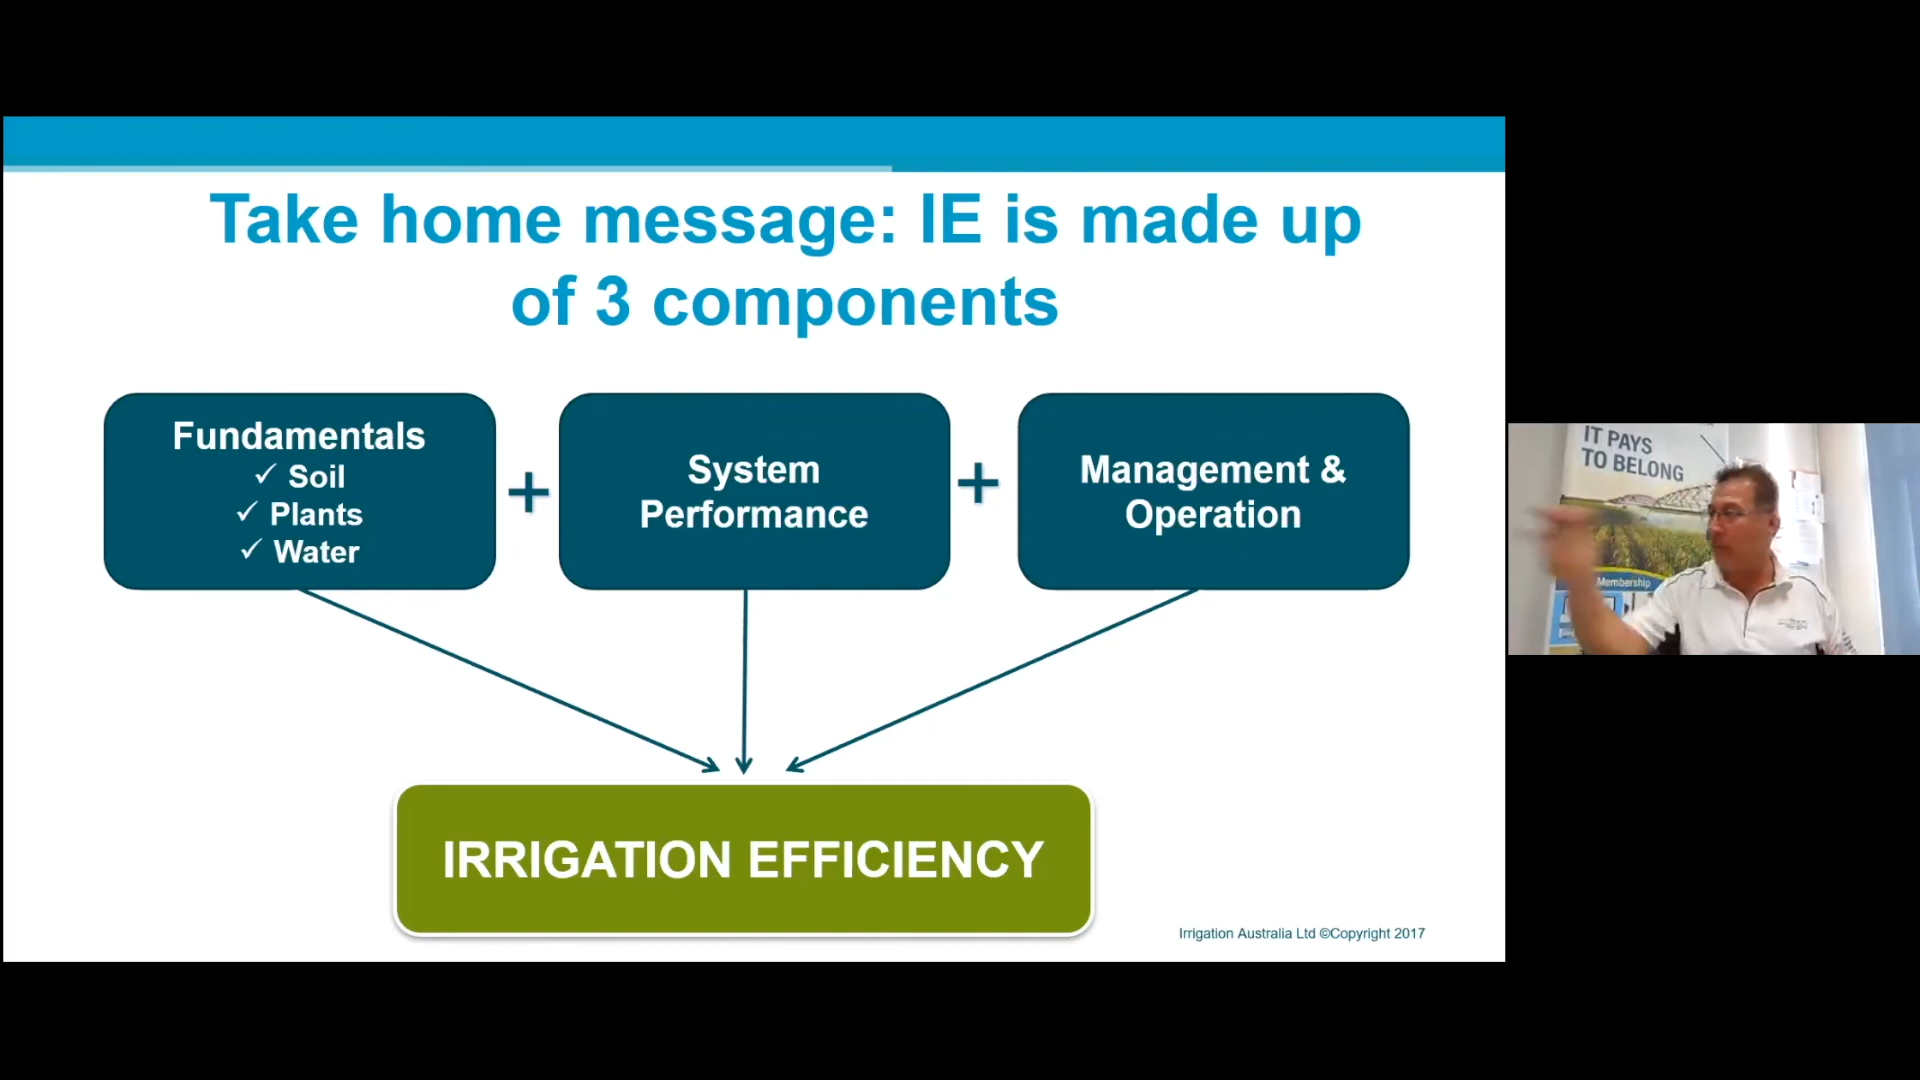 Take home message: IE is made up
of 3 components
Fundamentals
✓ Soil
✓ Plants
✓ Water
+
System
Performance
+
Management &
Operation
IRRIGATION EFFICIENCY
Irrigation Australia Ltd ©Copyright 2017
IT PAYS
TO BELONG
Membership